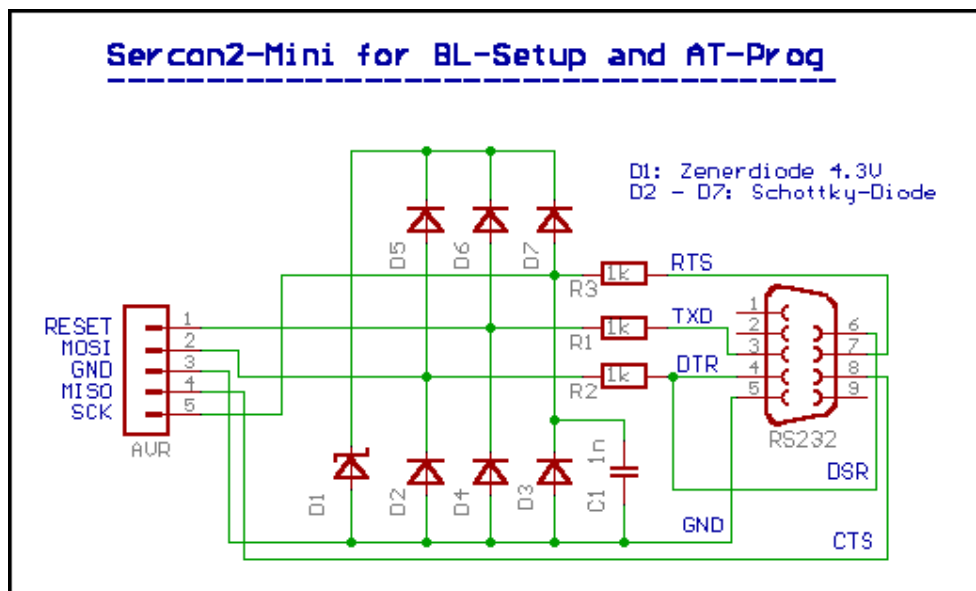 Sercon2-Mini for BL-Setup and AT-Prog
D1: Zenerdiode 4.3V
D2 - D7: Schottky-Diode
D5
D6
D7
1k
R3
RTS
RESET
1
MOSI
2
GND
3
MISO
4
SCK
5
AVR
1k
R1
TXD
1k
R2
DTR
1
2
3
4
5
6
7
8
9
RS232
D1
D2
D4
D3
1n
C1
DSR
GND
CTS